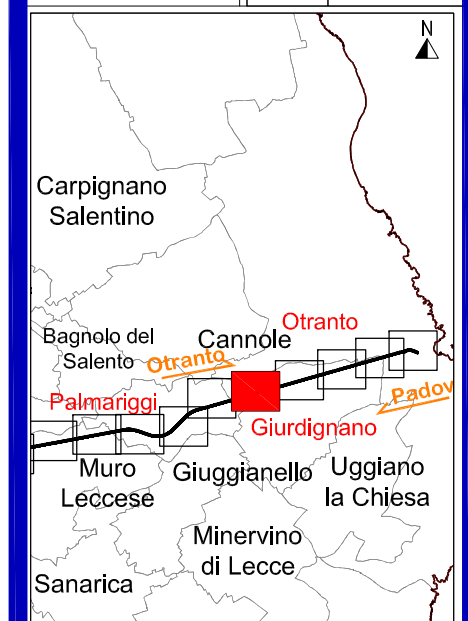 N
Carpignano
Salentino
Otranto
Bagnolo del
Salento
Cannole
Otranto
Padov
Palmariggi
Giurdignano
Muro
Leccese
Giuggianello
Uggiano
la Chiesa
Minervino
di Lecce
Sanarica